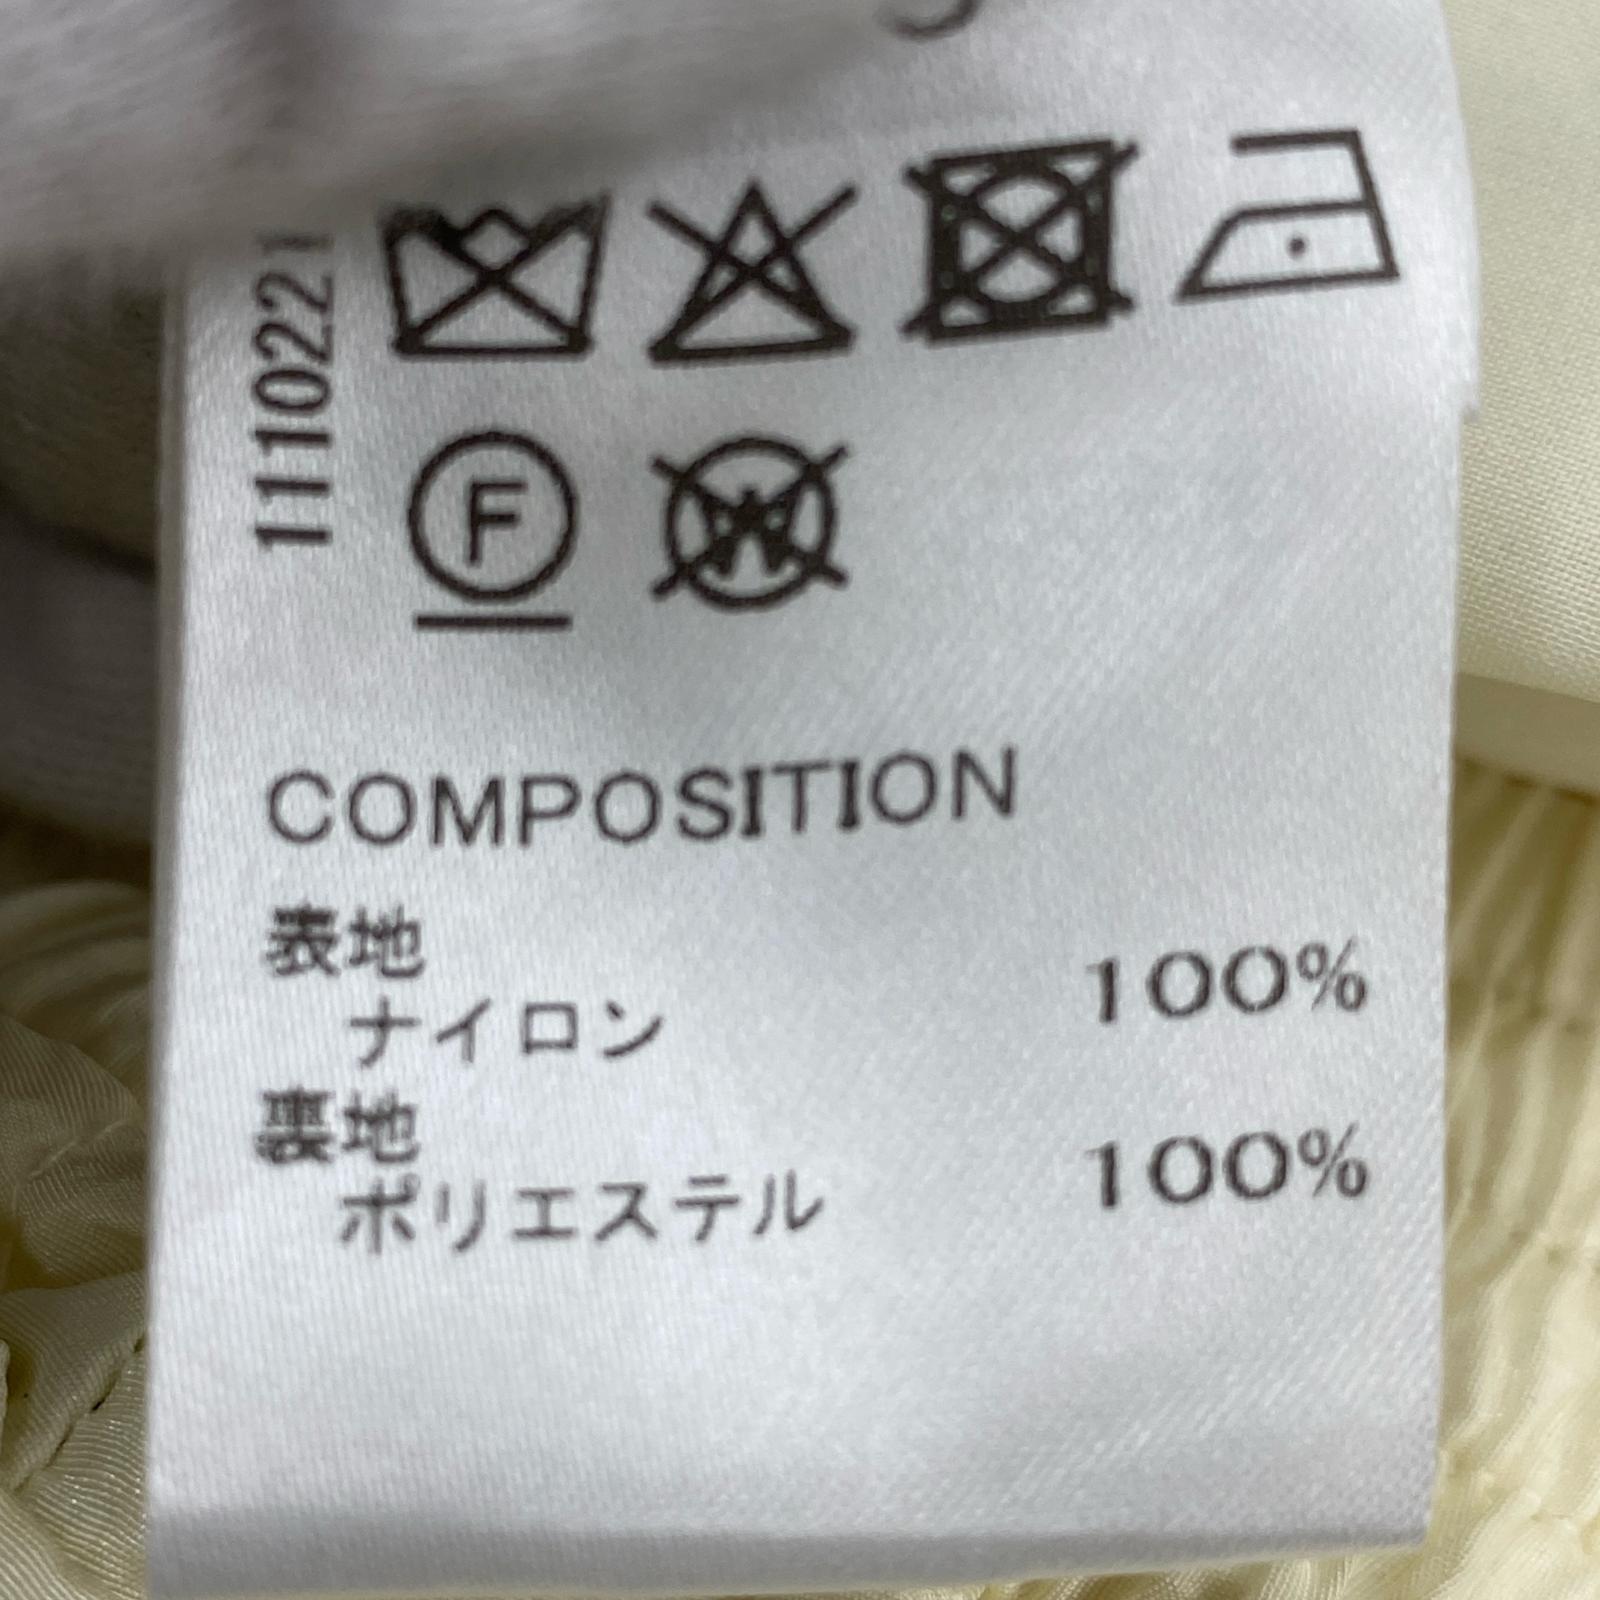 1110221
F
W
COMPOSITION
表地
ナイロン 100%
裏地
ポリエステル 100%